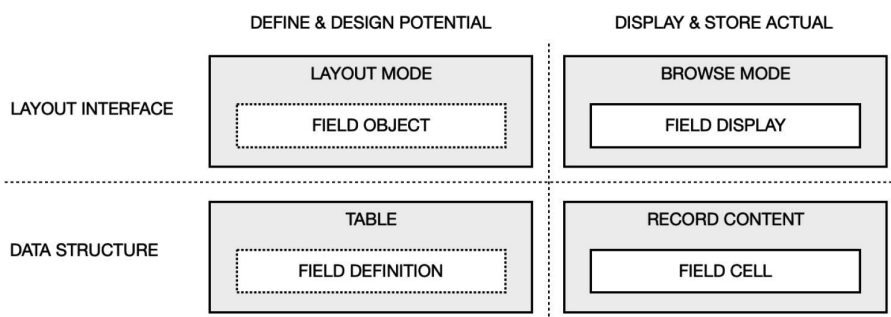 DEFINE & DESIGN POTENTIAL
DISPLAY & STORE ACTUAL
LAYOUT INTERFACE
LAYOUT MODE
FIELD OBJECT
BROWSE MODE
FIELD DISPLAY
DATA STRUCTURE
TABLE
FIELD DEFINITION
RECORD CONTENT
FIELD CELL